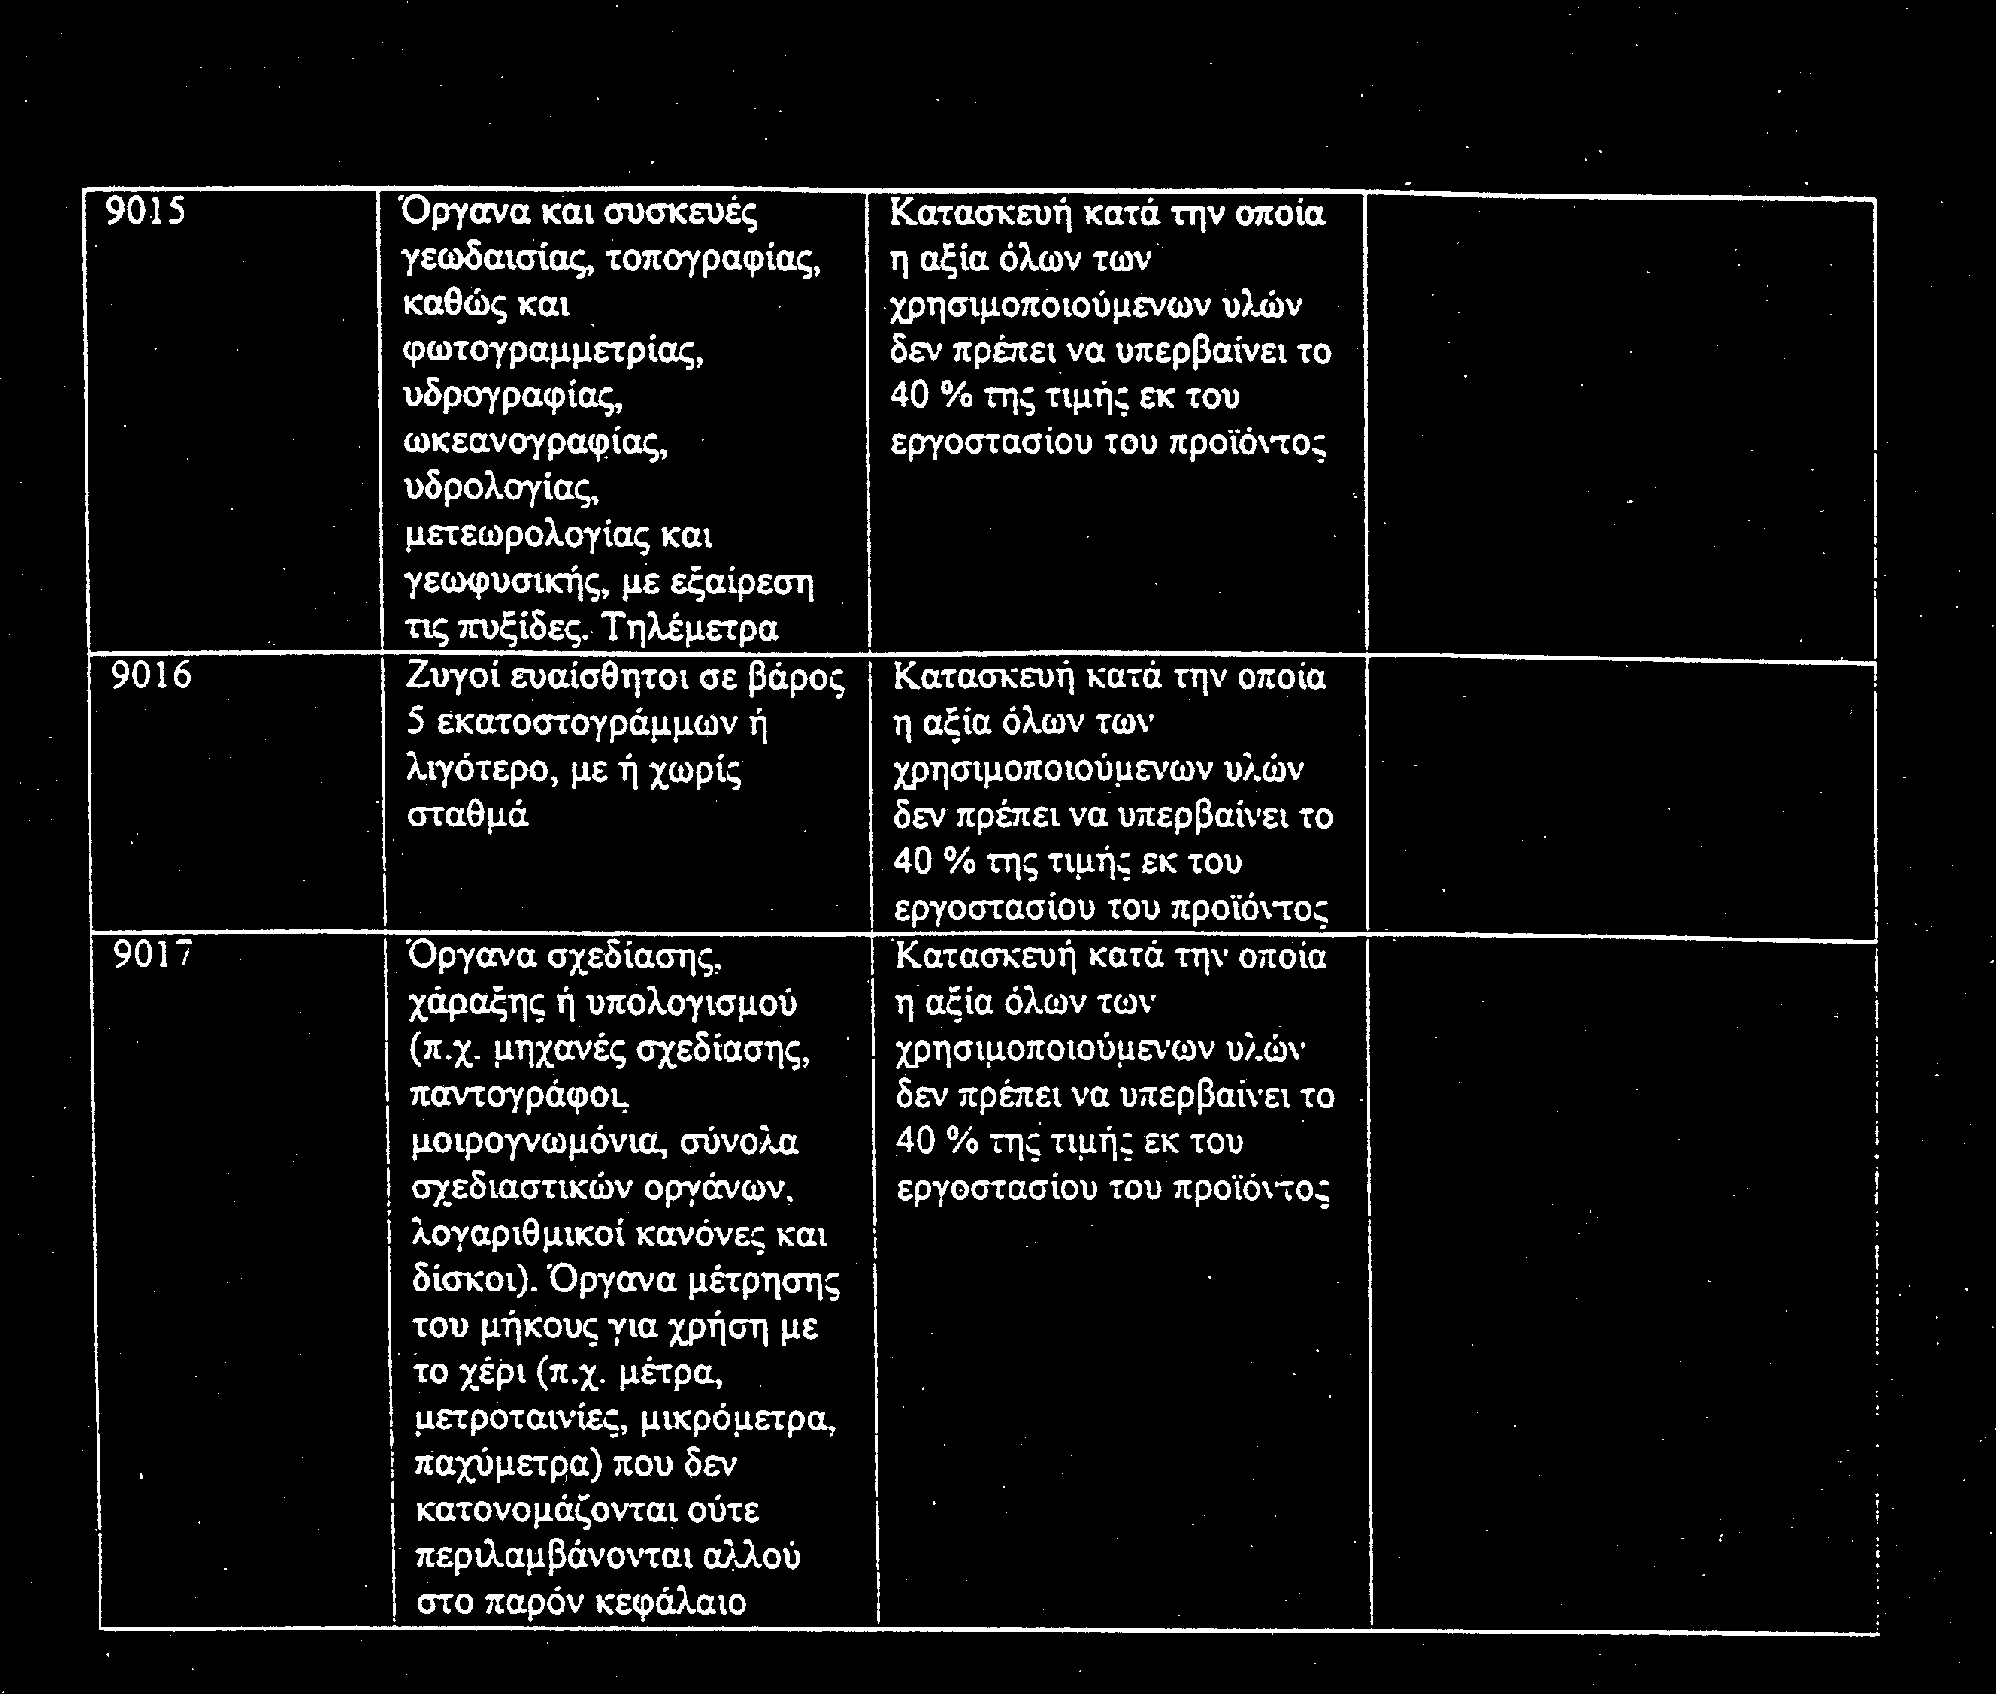 9015
Όργανα και συσκευές
γεωδαισίας, τοπογραφίας,
καθώς και
φωτογραμμετρίας,
υδρογραφίας,
ωκεανογραφίας,
υδρολογίας,
μετεωρολογίας και
γεωφυσικής, με εξαίρεση
τις πυξίδες. Τηλέμετρα
Κατασκευή κατά την οποία
η αξία όλων των
χρησιμοποιούμενων υλών
δεν πρέπει να υπερβαίνει το
40 % της τιμής εκ του
εργοστασίου του προϊόντος
9016
Ζυγοί ευαίσθητοι σε βάρος
5 εκατοστογράμμων ή
λιγότερο, με ή χωρίς
σταθμά
Κατασκευή κατά την οποία
η αξία όλων των
χρησιμοποιούμενων υλών
δεν πρέπει να υπερβαίνει το
40 % της τιμής εκ του
εργοστασίου του προϊόντος
9017
Όργανα σχεδίασης,
χάραξης ή υπολογισμού
(π.χ. μηχανές σχεδίασης,
παντογράφοι,
μοιρογνωμόνια, σύνολα
σχεδιαστικών οργάνων,
λογαριθμικοί κανόνες και
δίσκοι). Όργανα μέτρησης
του μήκους για χρήση με
το χέρι (π.χ. μέτρα,
μετροταινίες, μικρόμετρα,
παχύμετρα) που δεν
κατονομάζονται ούτε
περιλαμβάνονται αλλού
στο παρόν κεφάλαιο
Κατασκευή κατά την οποία
η αξία όλων των
χρησιμοποιούμενων υλών
δεν πρέπει να υπερβαίνει το
40 % της τιμής εκ του
εργοστασίου του προϊόντος